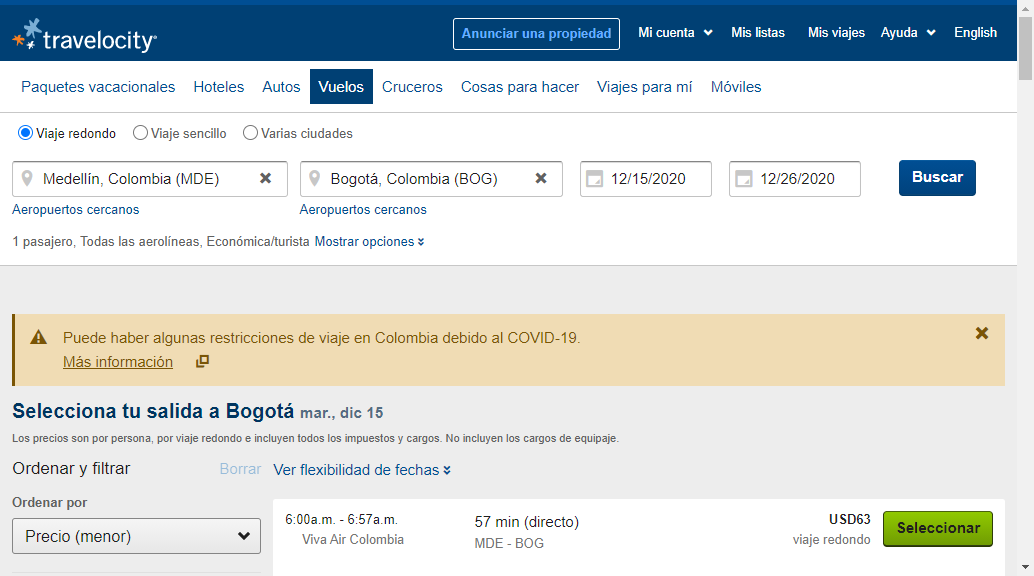 travelocity
Anunciar una propiedad
Mi cuenta
Mis listas
Mis viajes
Ayuda
English
Paquetes vacacionales
Hoteles
Autos
Vuelos
Cruceros
Cosas para hacer
Viajes para mí
Móviles
Viaje redondo
Viaje sencillo
Varias ciudades
Medellín, Colombia (MDE)
Bogotá, Colombia (BOG)
12/15/2020
12/26/2020
Buscar
Aeropuertos cercanos
Aeropuertos cercanos
1 pasajero, Todas las aerolíneas, Económica/turista Mostrar opciones
Puede haber algunas restricciones de viaje en Colombia debido al COVID-19.
Más información
Selecciona tu salida a Bogotá mar., dic 15
Los precios son por persona, por viaje redondo e incluyen todos los impuestos y cargos. No incluyen los cargos de equipaje.
Ordenar y filtrar
Borrar
Ver flexibilidad de fechas
Ordenar por
Precio (menor)
6:00a.m. - 6:57a.m.
Viva Air Colombia
57 min (directo)
MDE - BOG
USD63
viaje redondo
Seleccionar